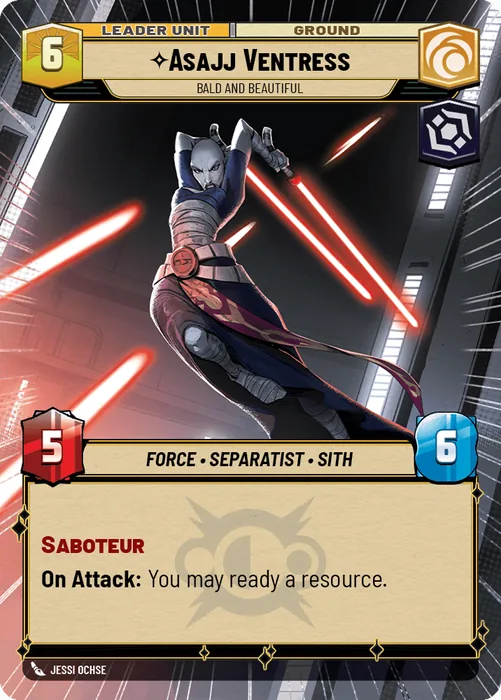 LEADER UNIT
GROUND
6
ASAJJ VENTRESS
BALD AND BEAUTIFUL
5
FORCE • SEPARATIST • SITH
6
SABOTEUR
On Attack: You may ready a resource.
JESSI OCHSE